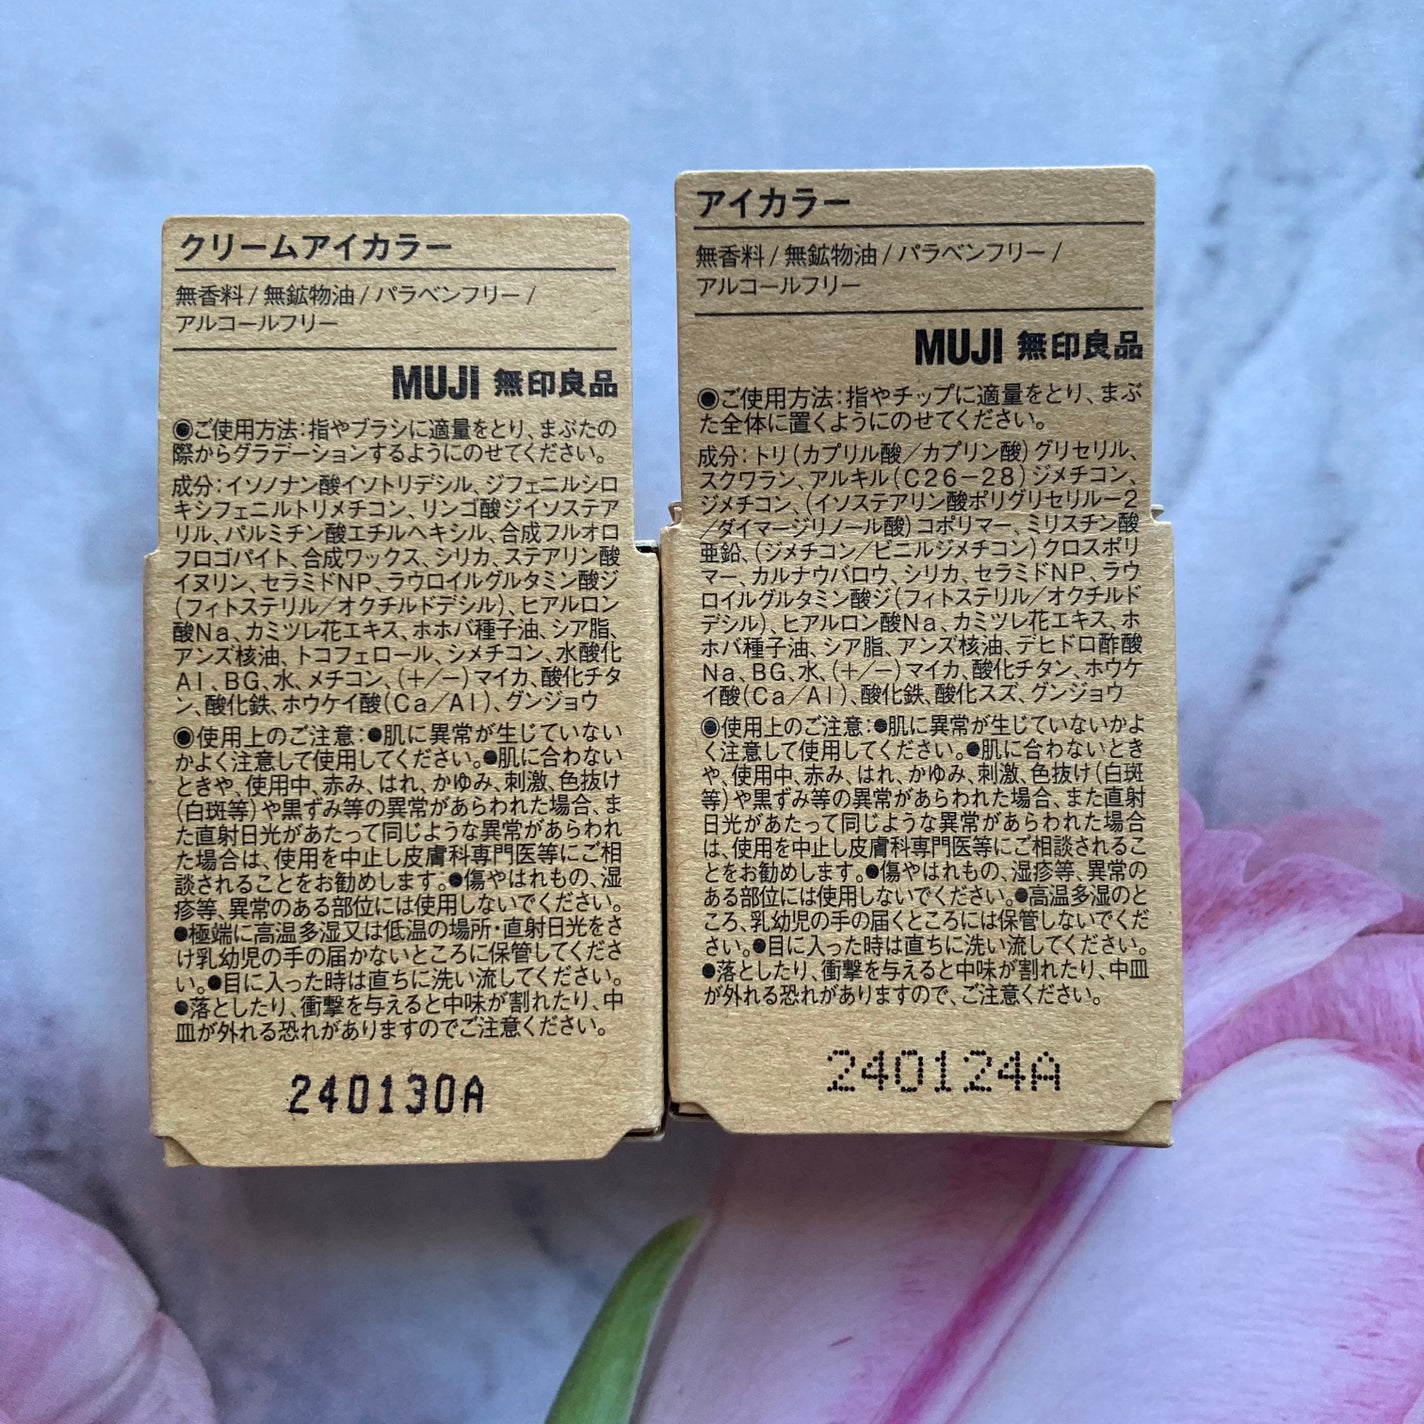 クリームアイカラー
無香料/無鉱物油/パラベンフリー/
アルコールフリー
MUJI 無印良品
◉ご使用方法:指やブラシに適量をとり、まぶたの
際からグラデーションするようにのせてください。
成分:イソノナン酸イソトリデシル、ジフェニルシロ
キシフェニルトリメチコン、リンゴ酸ジイソステア
リル、パルミチン酸エチルヘキシル、合成フルオロ
フロゴパイト、合成ワックス、シリカ、ステアリン酸
イヌリン、セラミドNP、ラウロイルグルタミン酸ジ
(フィトステリル/オクチルドデシル)、ヒアルロン
酸Na、カミツレ花エキス、ホホバ種子油、シア脂、
アンズ核油、トコフェロール、シメチコン、水酸化
Al、BG、水、メチコン、(+/−)マイカ、酸化チタ
ン、酸化鉄、ホウケイ酸(Ca/Al)、グンジョウ
◉使用上のご注意:●肌に異常が生じていない
かよく注意して使用してください。●肌に合わない
ときや、使用中、赤み、はれ、かゆみ、刺激、色抜け
(白斑等)や黒ずみ等の異常があらわれた場合、ま
た直射日光があたって同じような異常があらわれ
た場合は、使用を中止し皮膚科専門医等にご相
談されることをお勧めします。●傷やはれもの、湿
疹等、異常のある部位には使用しないでください。
●極端に高温多湿又は低温の場所・直射日光をさ
け乳幼児の手の届かないところに保管してくださ
い。●目に入った時は直ちに洗い流してください。
●落としたり、衝撃を与えると中味が割れたり、中
皿が外れる恐れがありますのでご注意ください。
240130A
アイカラー
無香料/無鉱物油/パラベンフリー/
アルコールフリー
MUJI 無印良品
◉ご使用方法:指やチップに適量をとり、まぶ
た全体に置くようにのせてください。
成分:トリ(カプリル酸/カプリン酸)グリセリル、
スクワラン、アルキル(C26−28)ジメチコン、
ジメチコン、(イソステアリン酸ポリグリセリル−2
/ダイマージリノール酸)コポリマー、ミリスチン酸
亜鉛、(ジメチコン/ビニルジメチコン)クロスポリ
マー、カルナウバロウ、シリカ、セラミドNP、ラウ
ロイルグルタミン酸ジ(フィトステリル/オクチルド
デシル)、ヒアルロン酸Na、カミツレ花エキス、ホ
ホバ種子油、シア脂、アンズ核油、デヒドロ酢酸
Na、BG、水、(+/−)マイカ、酸化チタン、ホウケ
イ酸(Ca/Al)、酸化鉄、酸化スズ、グンジョウ
◉使用上のご注意:●肌に異常が生じていないかよ
く注意して使用してください。●肌に合わないとき
や、使用中、赤み、はれ、かゆみ、刺激、色抜け(白斑
等)や黒ずみ等の異常があらわれた場合、また直射
日光があたって同じような異常があらわれた場合
は、使用を中止し皮膚科専門医等にご相談されるこ
とをお勧めします。●傷やはれもの、湿疹等、異常の
ある部位には使用しないでください。●高温多湿のと
ころ、乳幼児の手の届くところには保管しないでくだ
さい。●目に入った時は直ちに洗い流してください。
●落としたり、衝撃を与えると中味が割れたり、中皿
が外れる恐れがありますので、ご注意ください。
240124A